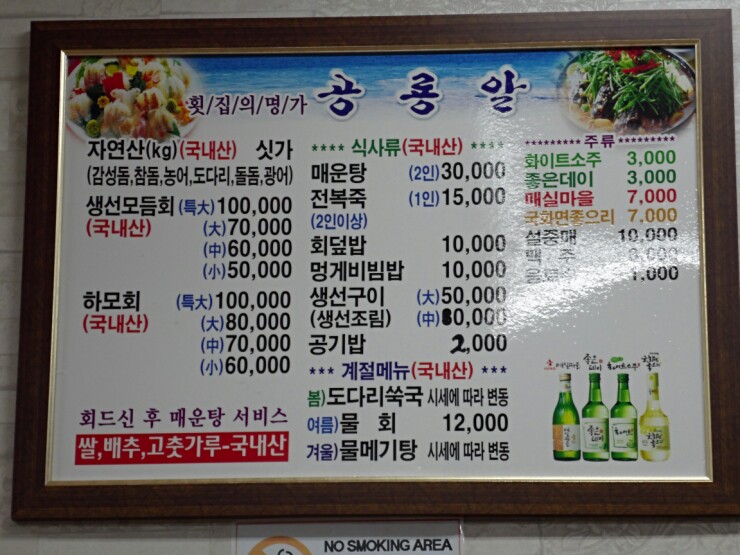 횟/집/의/명/가 공룡알
자연산(kg)(국내산) 싯가
(감성돔,참돔,농어,도다리,돌돔,광어)
생선모듬회 (특大) 100,000
(국내산) (大) 70,000
(中) 60,000
(小) 50,000
하모회 (특大) 100,000
(국내산) (大) 80,000
(中) 70,000
(小) 60,000
회드신 후 매운탕 서비스
쌀,배추,고춧가루-국내산
**** 식사류(국내산) ****
매운탕 (2인) 30,000
전복죽 (1인) 15,000
(2인이상)
회덮밥 10,000
멍게비빔밥 10,000
생선구이 (大) 50,000
(생선조림) (中) 80,000
공기밥 2,000
*** 계절메뉴(국내산) ***
봄)도다리쑥국 시세에 따라 변동
여름)물 회 12,000
겨울)물메기탕 시세에 따라 변동
********* 주류 *********
화이트소주 3,000
좋은데이 3,000
매실마을 7,000
국화면좋으리 7,000
설중매 10,000
맥 주
1,000
NO SMOKING AREA